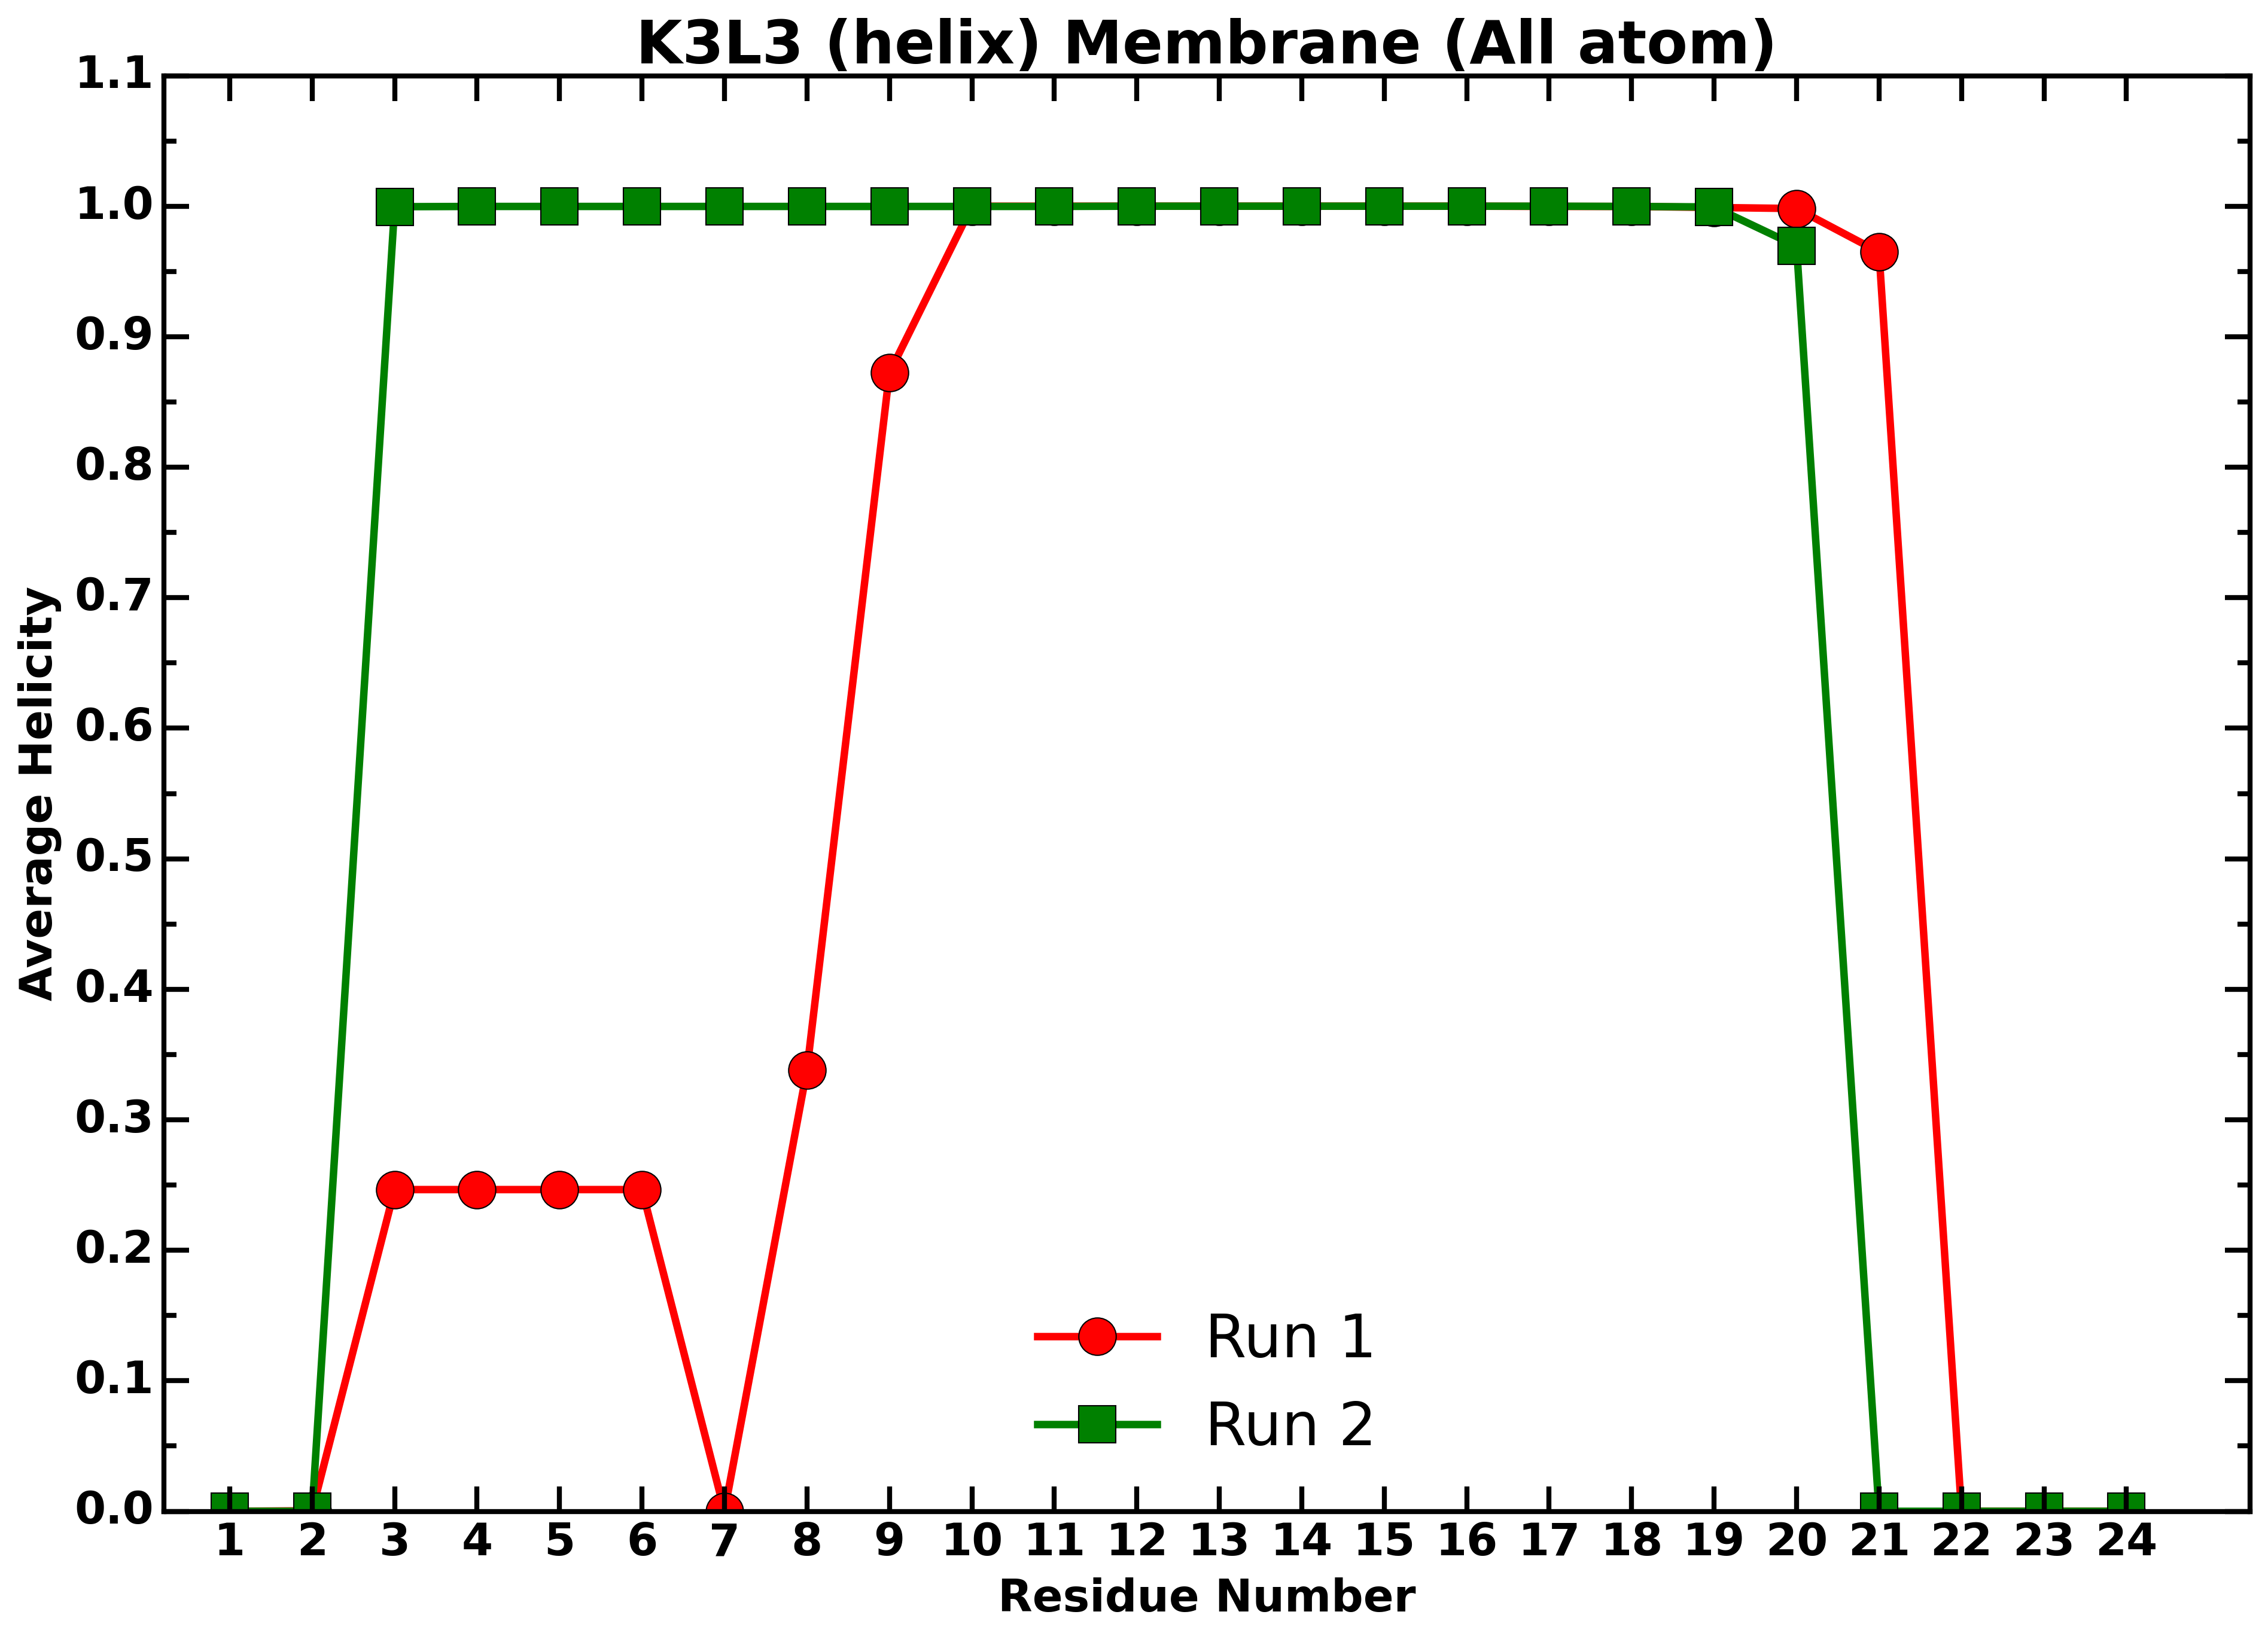 K3L3 (helix) Membrane (All atom)
1.1
1.0
0.9
0.8
0.7
0.6
0.5
0.4
0.3
0.2
0.1
0.0
Average Helicity
Run 1
Run 2
1 2 3 4 5 6 7 8 9 10 11 12 13 14 15 16 17 18 19 20 21 22 23 24
Residue Number